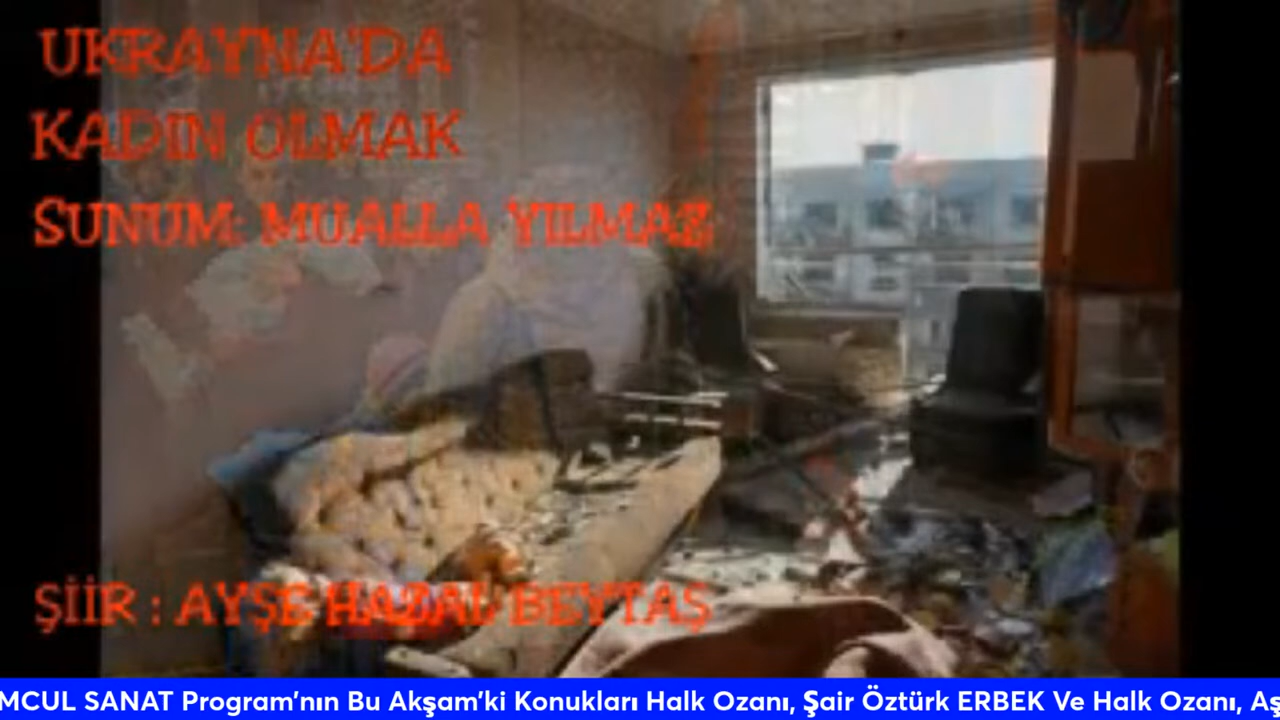 UKRAYNA'DA
KADIN OLMAK
SUNUM: MUALLA YILMAZ
ŞİİR : AYŞE HAZAL BEYTAŞ
MCUL SANAT Program'nın Bu Akşam'ki Konukları Halk Ozanı, Şair Öztürk ERBEK Ve Halk Ozanı, Aş